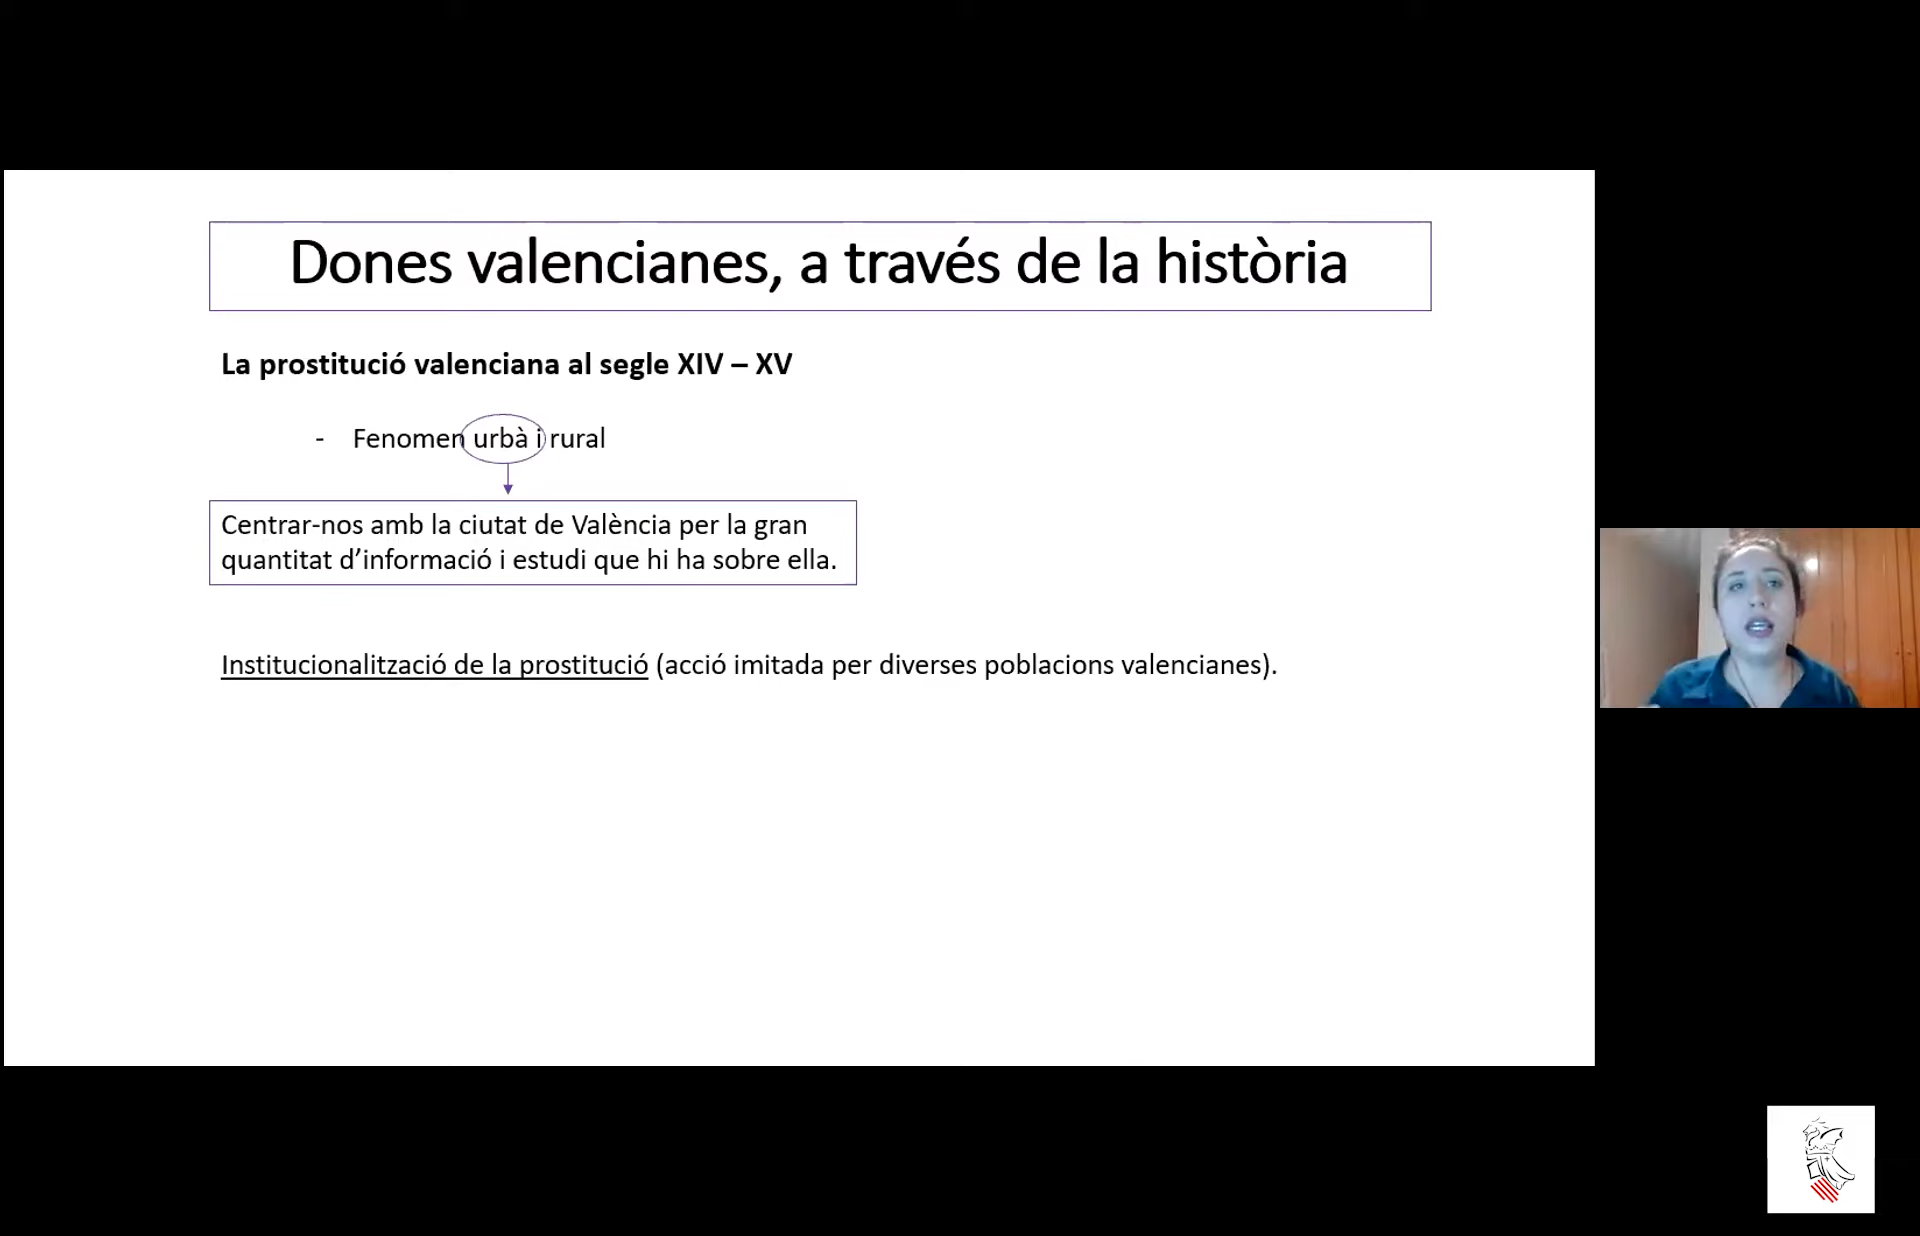 Dones valencianes, a través de la història
La prostitució valenciana al segle XIV – XV
- Fenomen urbà i rural
Centrar-nos amb la ciutat de València per la gran
quantitat d’informació i estudi que hi ha sobre ella.
Institucionalització de la prostitució (acció imitada per diverses poblacions valencianes).